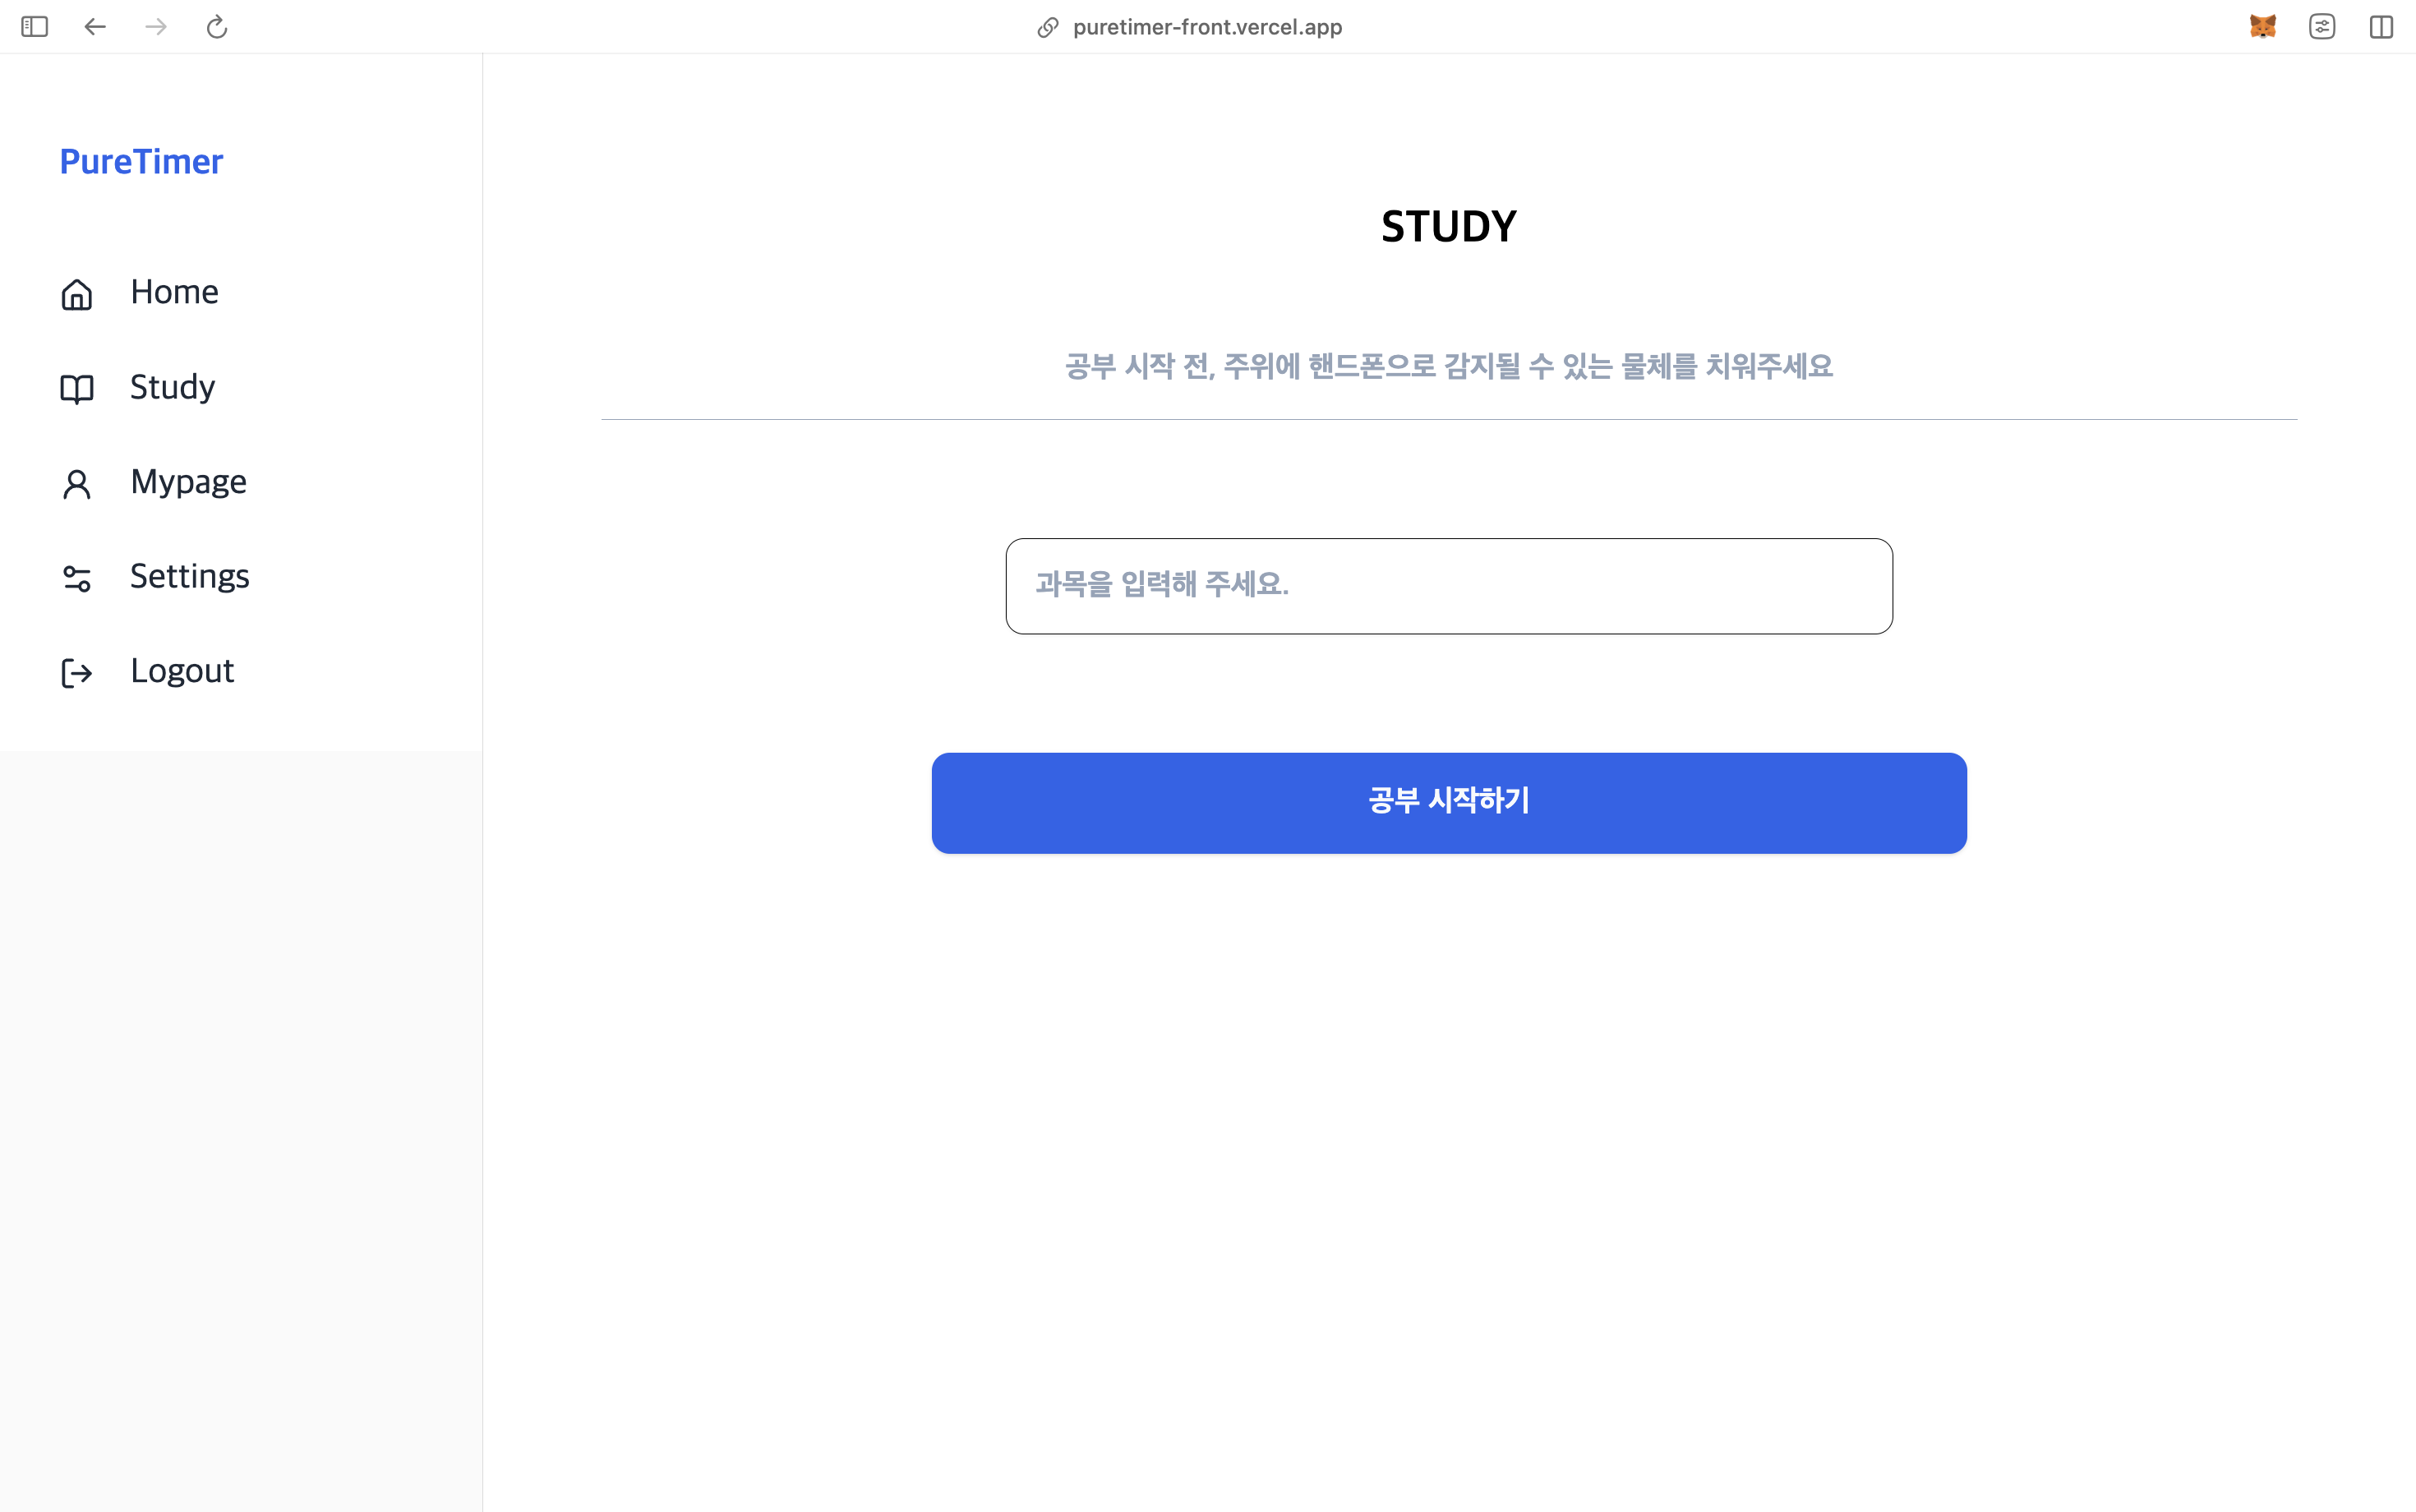 puretimer-front.vercel.app
PureTimer
Home
Study
Mypage
Settings
Logout
STUDY
공부 시작 전, 주위에 핸드폰으로 감지될 수 있는 물체를 치워주세요
과목을 입력해 주세요.
공부 시작하기